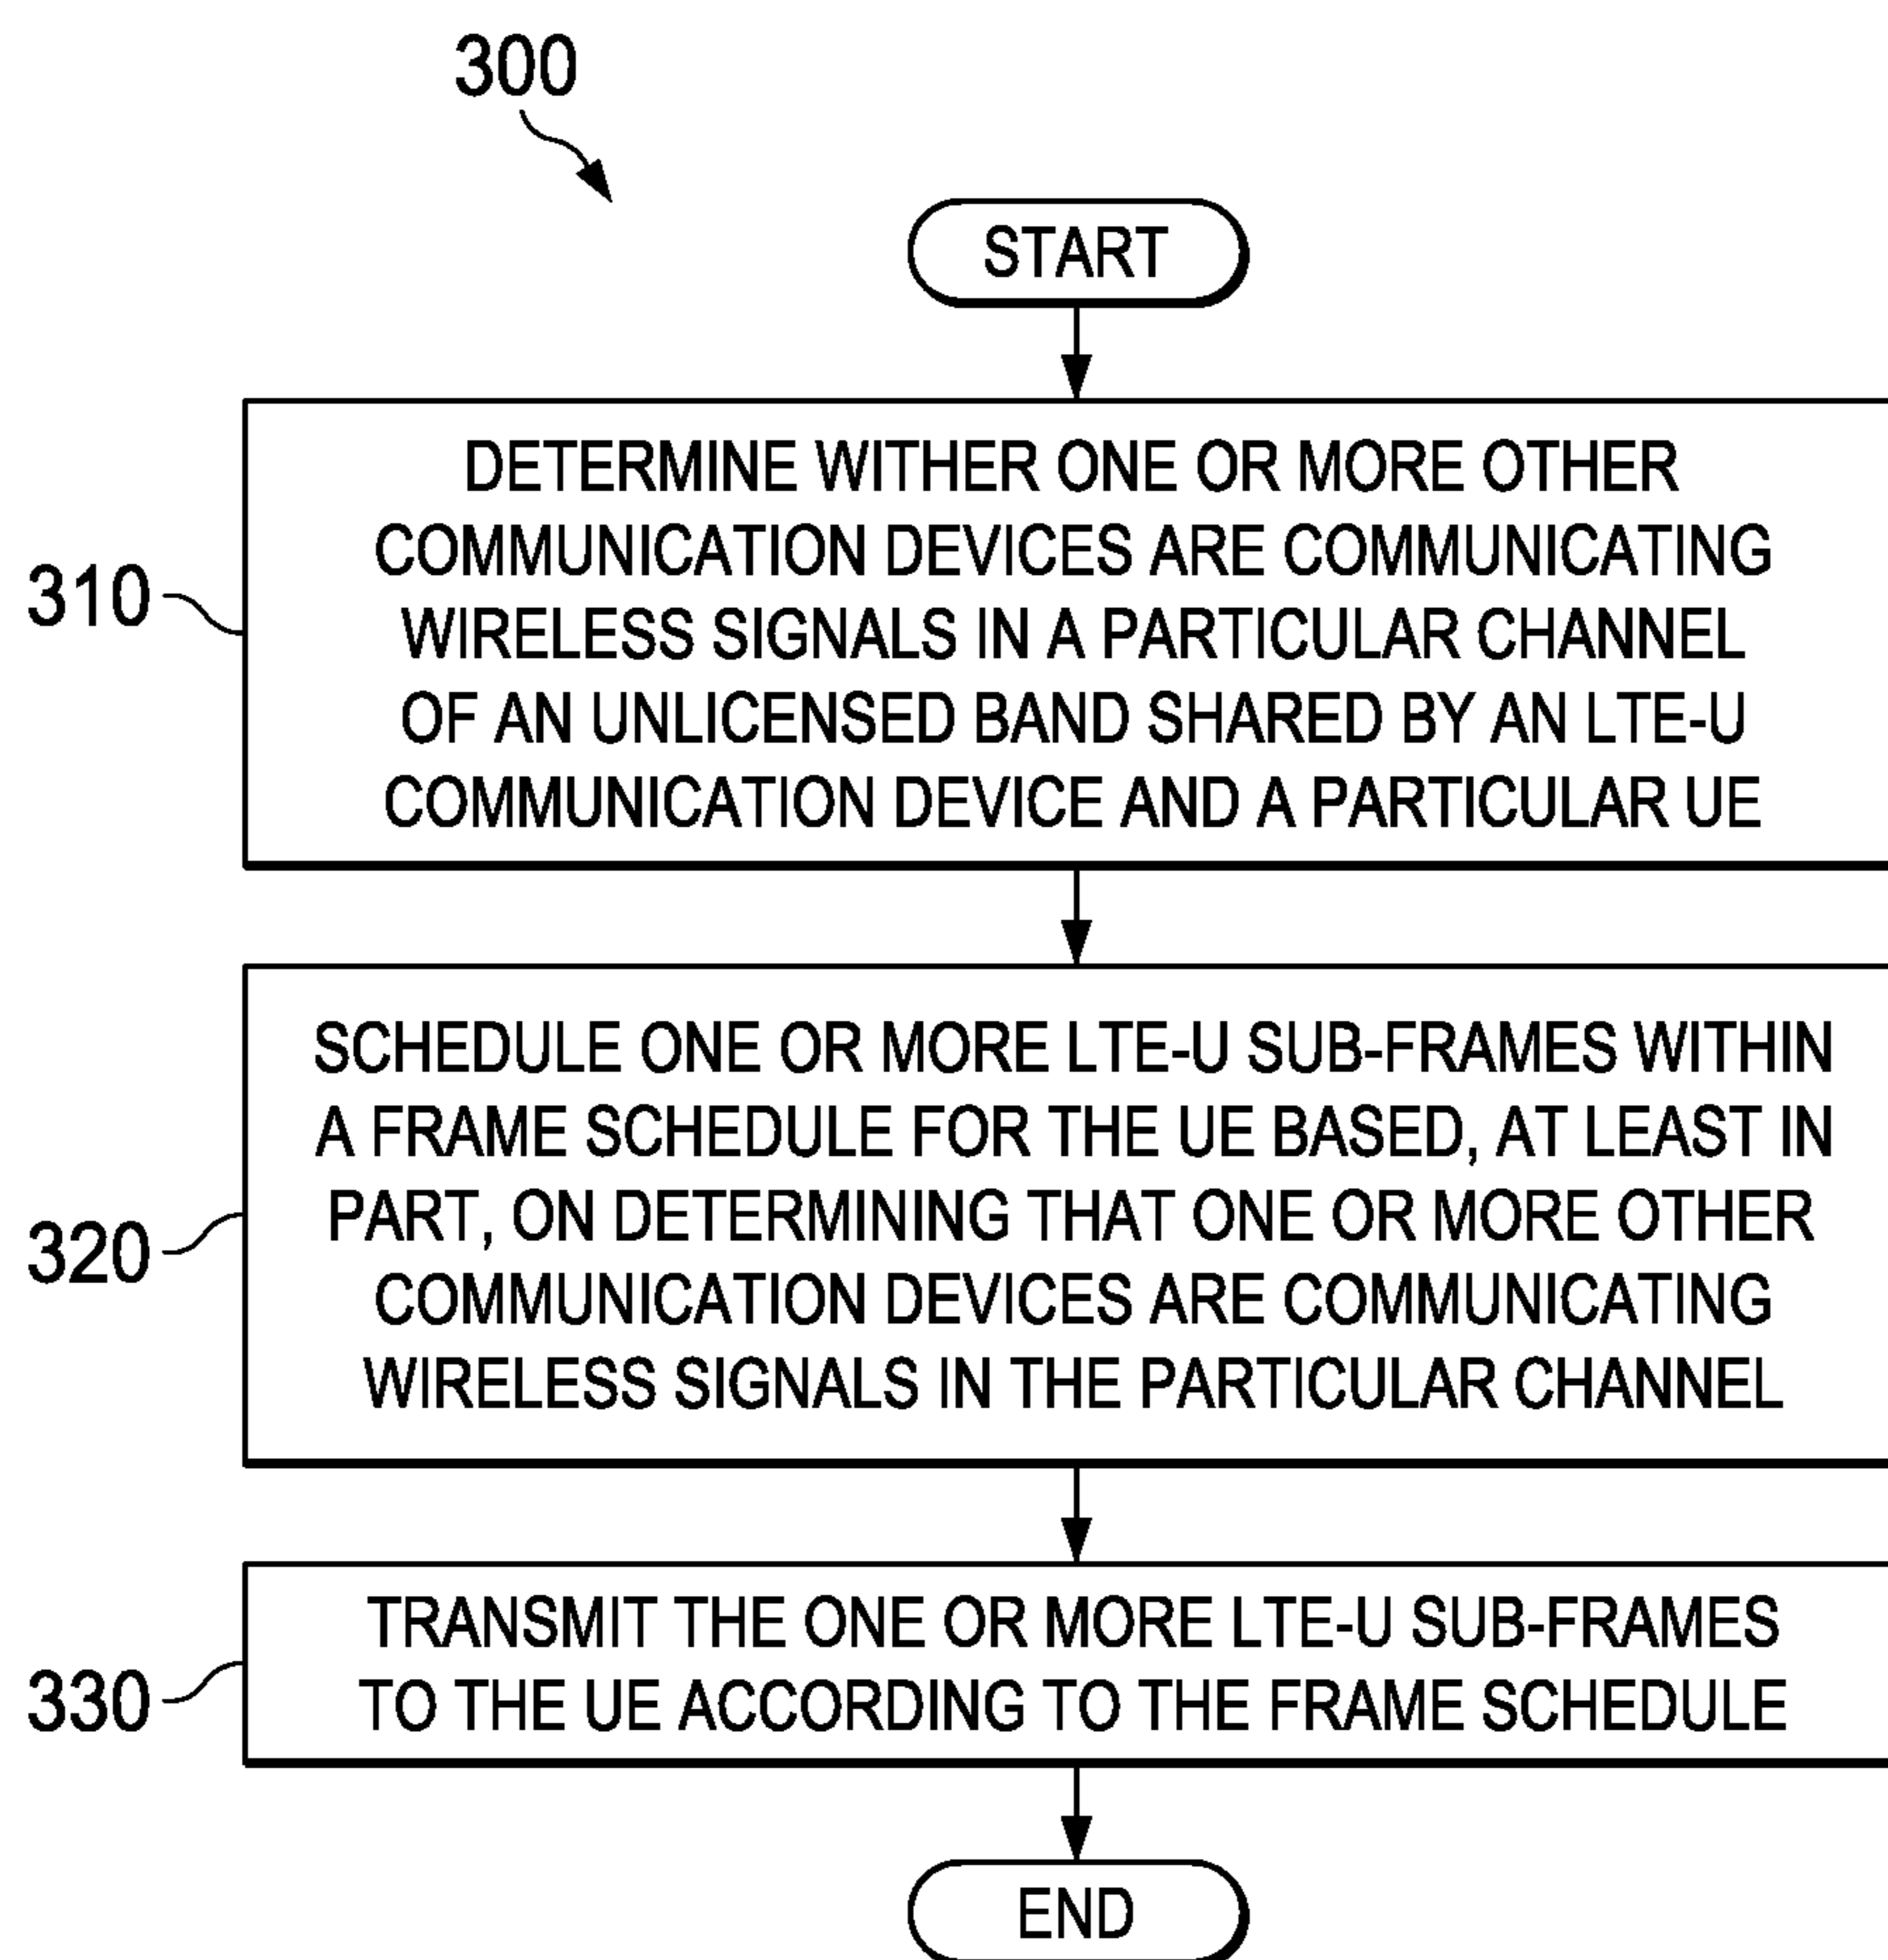 300
START
DETERMINE WITHER ONE OR MORE OTHER
COMMUNICATION DEVICES ARE COMMUNICATING
WIRELESS SIGNALS IN A PARTICULAR CHANNEL
OF AN UNLICENSED BAND SHARED BY AN LTE-U
COMMUNICATION DEVICE AND A PARTICULAR UE
310
SCHEDULE ONE OR MORE LTE-U SUB-FRAMES WITHIN
A FRAME SCHEDULE FOR THE UE BASED, AT LEAST IN
PART, ON DETERMINING THAT ONE OR MORE OTHER
COMMUNICATION DEVICES ARE COMMUNICATING
WIRELESS SIGNALS IN THE PARTICULAR CHANNEL
320
TRANSMIT THE ONE OR MORE LTE-U SUB-FRAMES
TO THE UE ACCORDING TO THE FRAME SCHEDULE
330
END